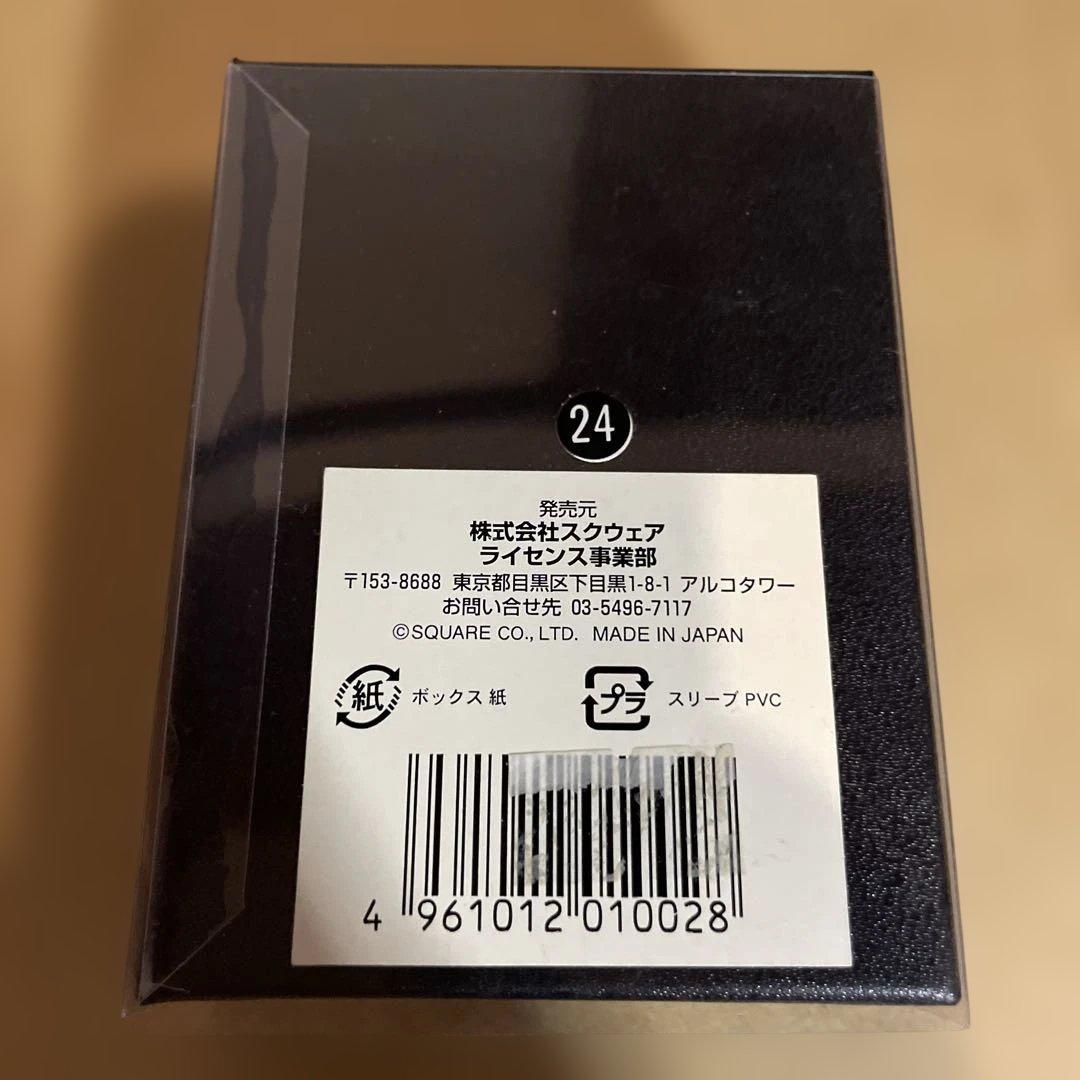 24
発売元
株式会社スクウェア
ライセンス事業部
〒153-8688 東京都目黒区下目黒1-8-1 アルコタワー
お問い合せ先 03-5496-7117
©SQUARE CO., LTD. MADE IN JAPAN
紙 ボックス 紙
プラ スリーブ PVC
4 961012 010028